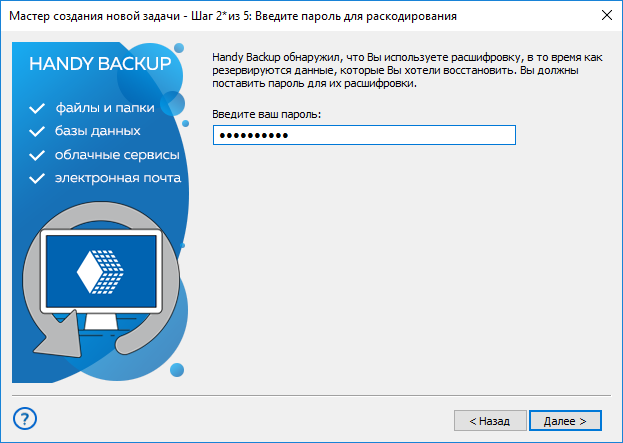 Мастер создания новой задачи - Шаг 2*из 5: Введите пароль для раскодирования
HANDY BACKUP
файлы и папки
базы данных
облачные сервисы
электронная почта
Handy Backup обнаружил, что Вы используете расшифровку, в то время как
резервируются данные, которые Вы хотели восстановить. Вы должны
поставить пароль для их расшифровки.
Введите ваш пароль:
●●●●●●●●●●
?
< Назад
Далее >